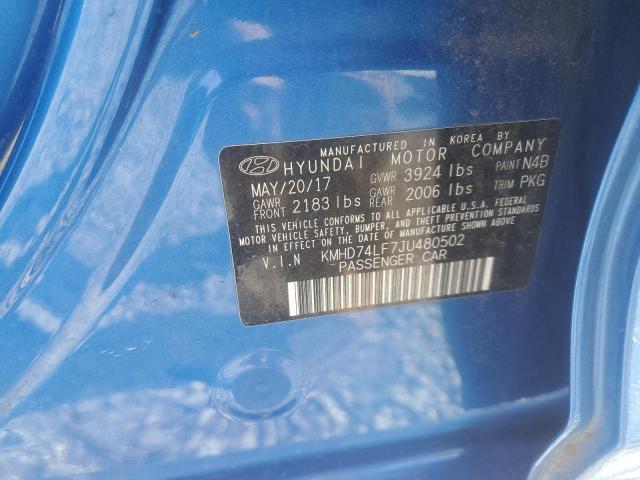 MANUFACTURED IN KOREA BY
HYUNDAI MOTOR COMPANY
MAY/20/17 GVWR 3924 lbs PAINT N4B
GAWR FRONT 2183 lbs GAWR REAR 2006 lbs TRIM PKG
THIS VEHICLE CONFORMS TO ALL APPLICABLE U.S.A. FEDERAL
MOTOR VEHICLE SAFETY, BUMPER, AND THEFT PREVENTION STANDARDS
IN EFFECT ON THE DATE OF MANUFACTURE SHOWN ABOVE.
V.I.N KMHD74LF7JU480502
PASSENGER CAR